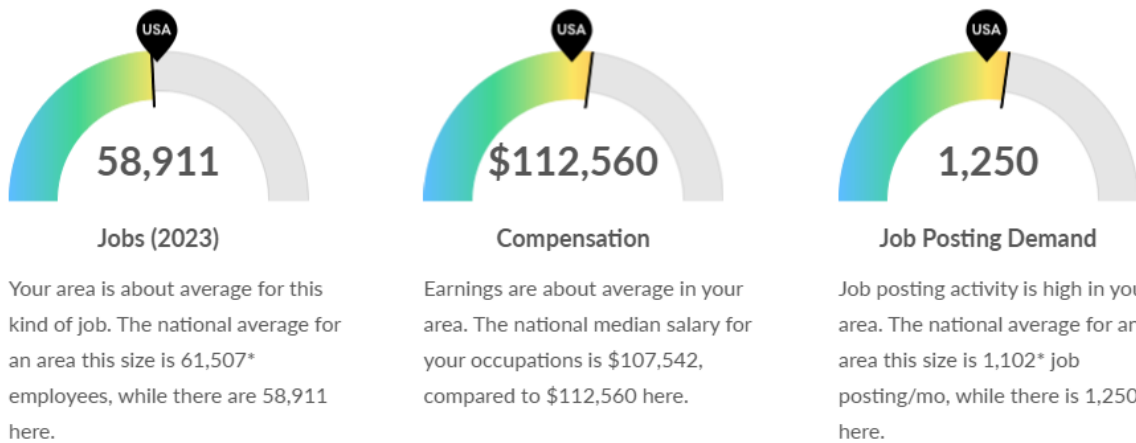 USA
58,911
Jobs (2023)
Your area is about average for this
kind of job. The national average for
an area this size is 61,507*
employees, while there are 58,911
here.
USA
$112,560
Compensation
Earnings are about average in your
area. The national median salary for
your occupations is $107,542,
compared to $112,560 here.
USA
1,250
Job Posting Demand
Job posting activity is high in you
area. The national average for an
area this size is 1,102* job
posting/mo, while there is 1,250
here.